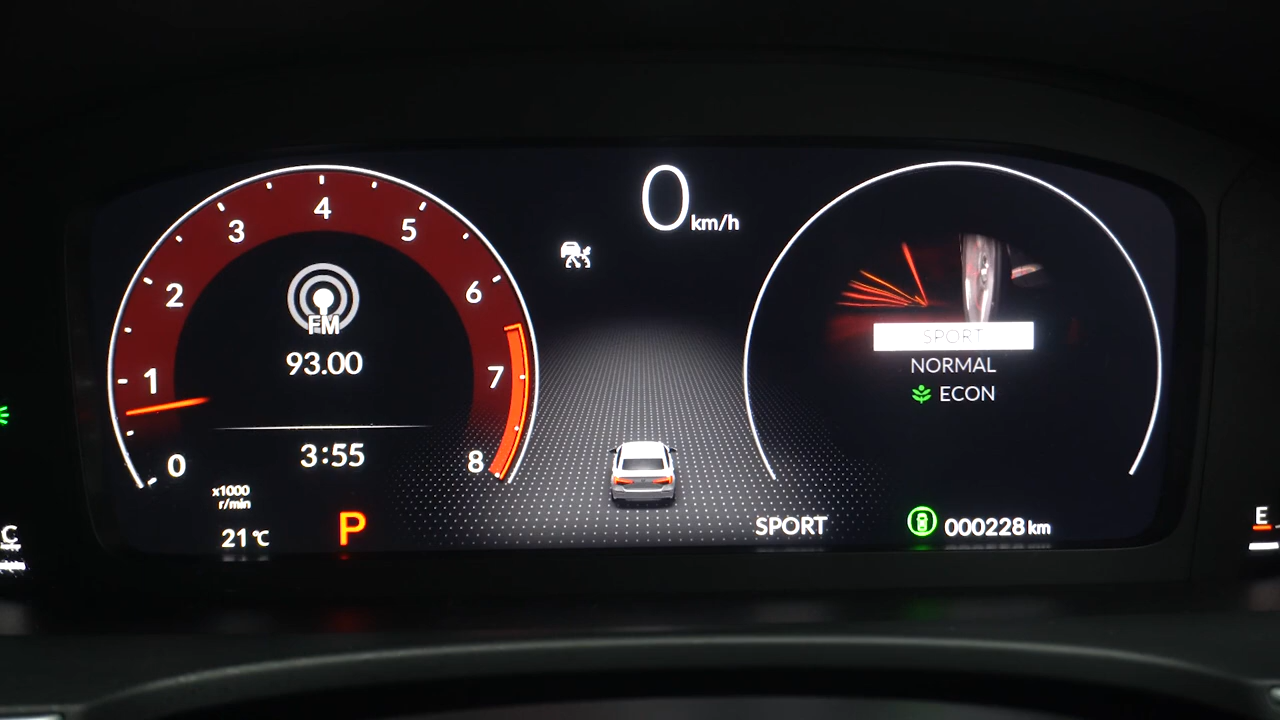 0 km/h
4
3
5
2
6
1
7
0
8
FM
93.00
3:55
x1000
r/min
21 °C
P
SPORT
NORMAL
ECON
SPORT
000228 km
C
E